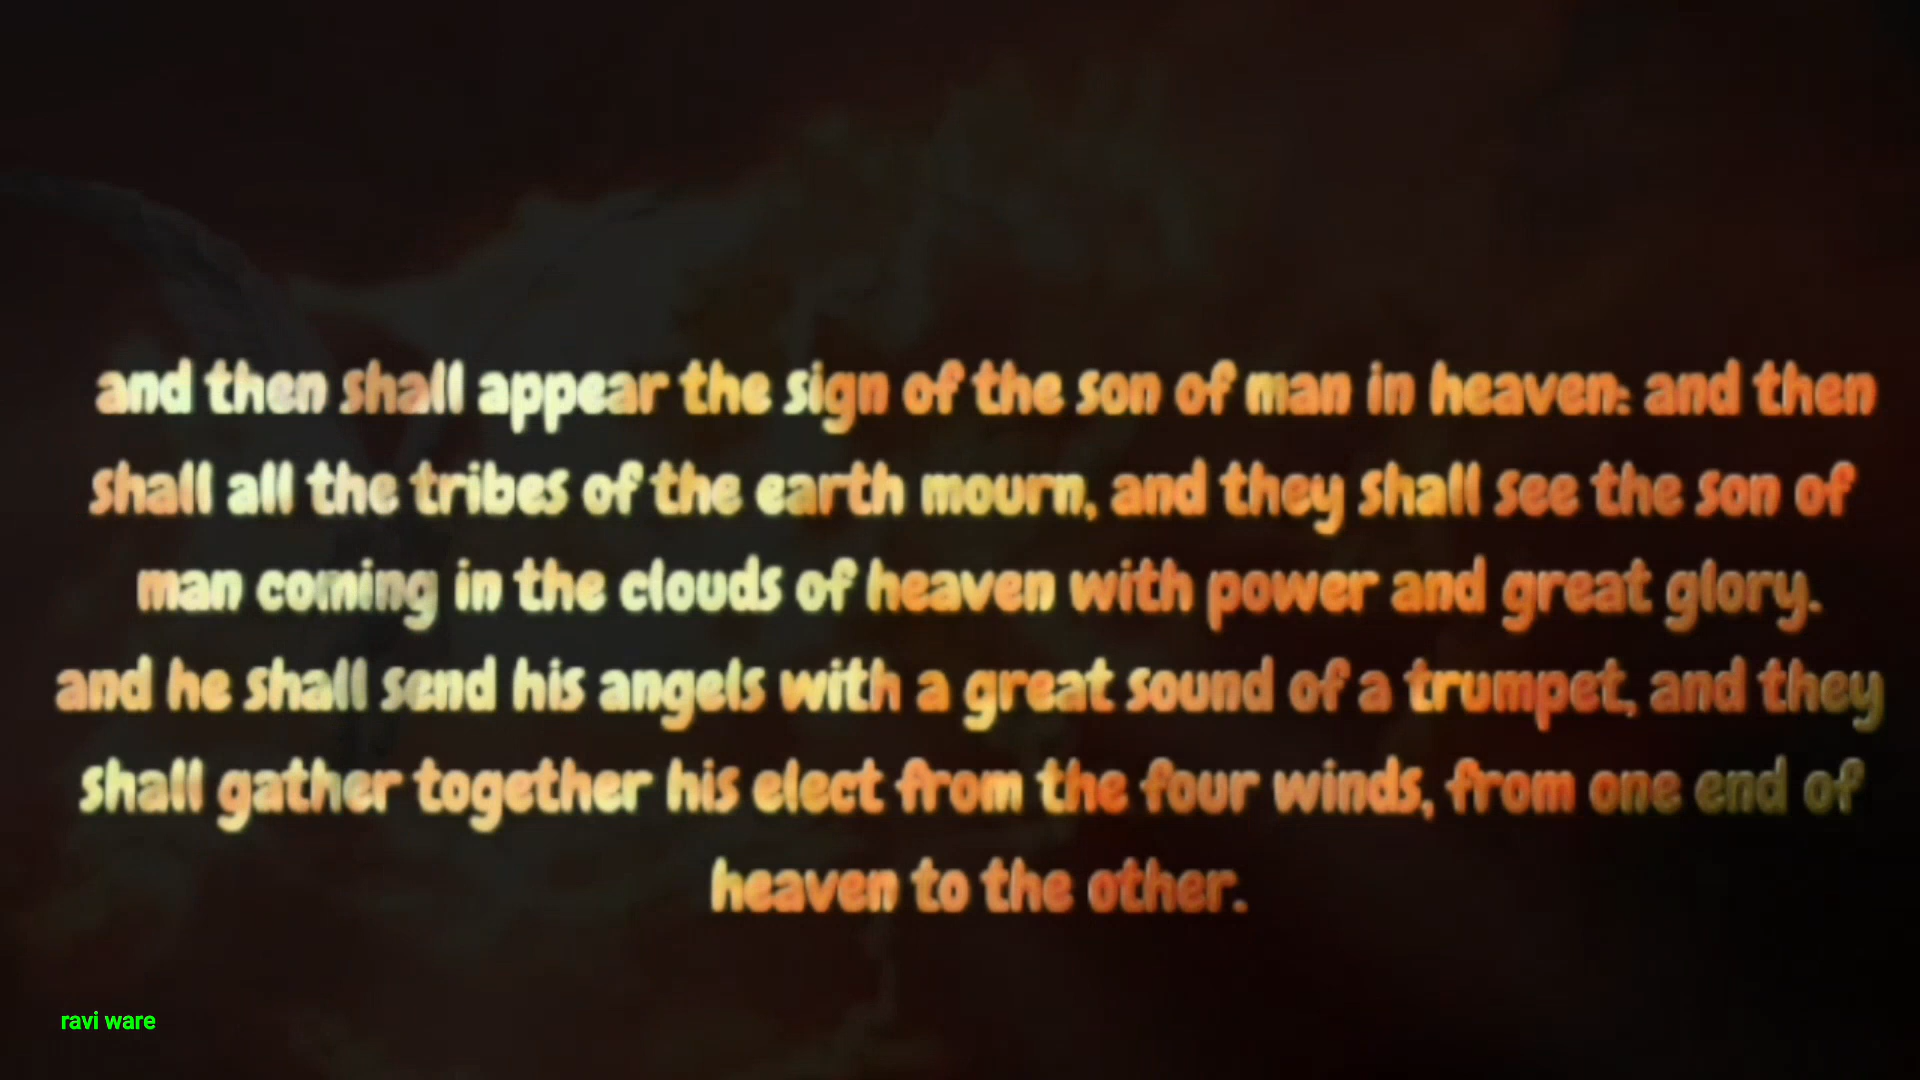 and then shall appear the sign of the son of man in heaven: and then
shall all the tribes of the earth mourn, and they shall see the son of
man coming in the clouds of heaven with power and great glory.
and he shall send his angels with a great sound of a trumpet, and they
shall gather together his elect from the four winds, from one end of
heaven to the other.
ravi ware